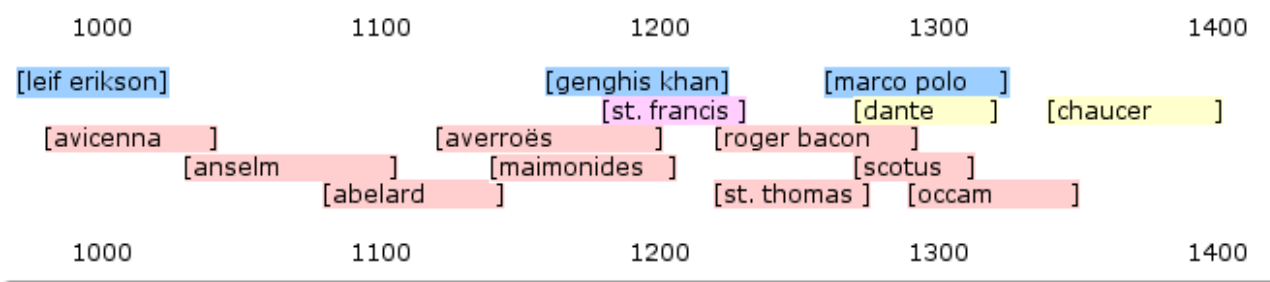 1000 1100 1200 1300 1400
[leif erikson] [genghis khan] [marco polo ]
[st. francis ] [dante ] [chaucer ]
[avicenna ] [averroës ] [roger bacon ]
[anselm ] [maimonides ] [scotus ]
[abelard ] [st. thomas ] [occam ]
1000 1100 1200 1300 1400